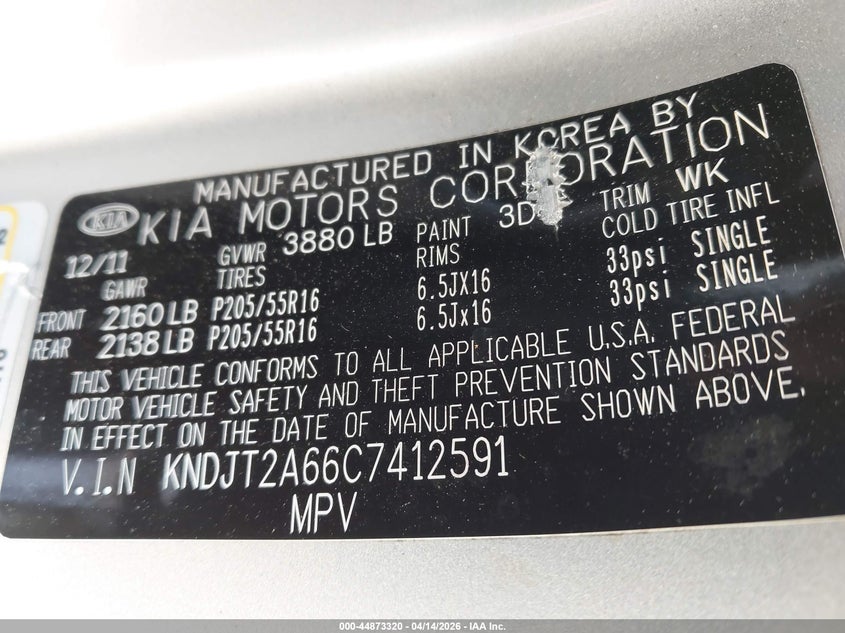 MANUFACTURED IN KOREA BY
KIA KIA MOTORS CORPORATION
12/11 GVWR 3880 LB PAINT 3D TRIM WK
GAWR TIRES RIMS COLD TIRE INFL
FRONT 2160 LB P205/55R16 6.5Jx16 33psi SINGLE
REAR 2138 LB P205/55R16 6.5Jx16 33psi SINGLE
THIS VEHICLE CONFORMS TO ALL APPLICABLE U.S.A. FEDERAL
MOTOR VEHICLE SAFETY AND THEFT PREVENTION STANDARDS
IN EFFECT ON THE DATE OF MANUFACTURE SHOWN ABOVE.
V.I.N KNDJT2A66C7412591
MPV
000-44873320 | 04/14/2026 | IAA Inc.